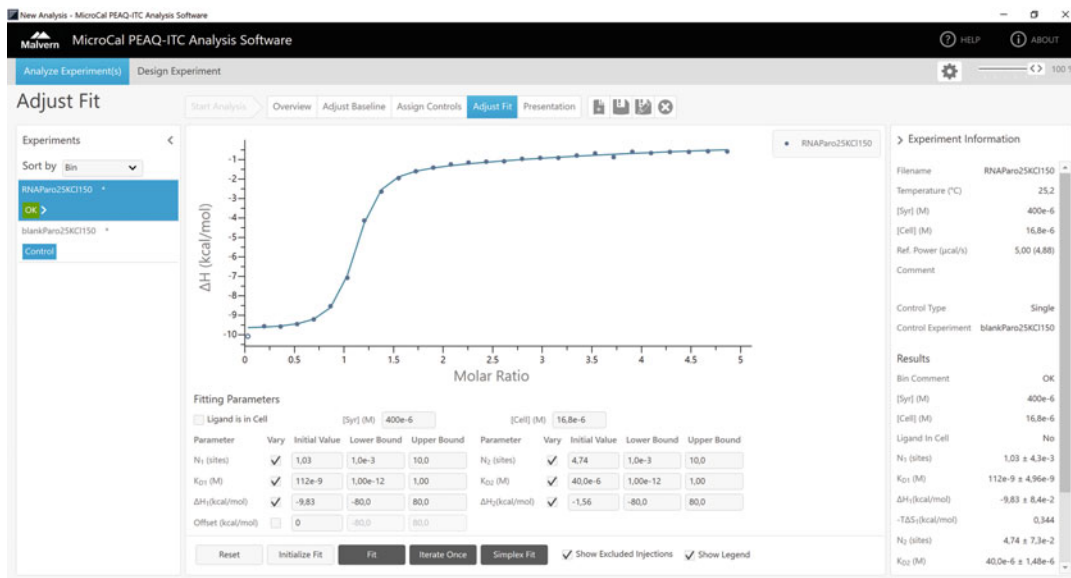 New Analysis - MicroCal PEAQ-ITC Analysis Software
Malvern MicroCal PEAQ-ITC Analysis Software
HELP
ABOUT
Analyze Experiment(s)
Design Experiment
100 %
Adjust Fit
Start Analysis
Overview
Adjust Baseline
Assign Controls
Adjust Fit
Presentation
Experiments
Sort by Bin
RNAParo25KCl150 *
OK
blankParo25KCl150 *
Control
RNAParo25KCl150
ΔH (kcal/mol)
-1
-2
-3
-4
-5
-6
-7
-8
-9
-10
0 0.5 1 1.5 2 2.5 3 3.5 4 4.5 5
Molar Ratio
Fitting Parameters
Ligand is in Cell [Syr] (M) 400e-6 [Cell] (M) 16,8e-6
Parameter Vary Initial Value Lower Bound Upper Bound Parameter Vary Initial Value Lower Bound Upper Bound
N₁ (sites) 1,03 1,0e-3 10,0 N₂ (sites) 4,74 1,0e-3 10,0
K_D1 (M) 112e-9 1,00e-12 1,00 K_D2 (M) 40,0e-6 1,00e-12 1,00
ΔH₁(kcal/mol) -9,83 -80,0 80,0 ΔH₂(kcal/mol) -1,56 -80,0 80,0
Offset (kcal/mol) 0 -80,0 80,0
Reset
Initialize Fit
Fit
Iterate Once
Simplex Fit
Show Excluded Injections
Show Legend
Experiment Information
Filename RNAParo25KCl150
Temperature (°C) 25,2
[Syr] (M) 400e-6
[Cell] (M) 16,8e-6
Ref. Power (µcal/s) 5,00 (4,88)
Comment
Control Type Single
Control Experiment blankParo25KCl150
Results
Bin Comment OK
[Syr] (M) 400e-6
[Cell] (M) 16,8e-6
Ligand In Cell No
N₁ (sites) 1,03 ± 4,3e-3
K_D1 (M) 112e-9 ± 4,96e-9
ΔH₁(kcal/mol) -9,83 ± 8,4e-2
-TΔS₁(kcal/mol) 0,344
N₂ (sites) 4,74 ± 7,3e-2
K_D2 (M) 40,0e-6 ± 1,48e-6